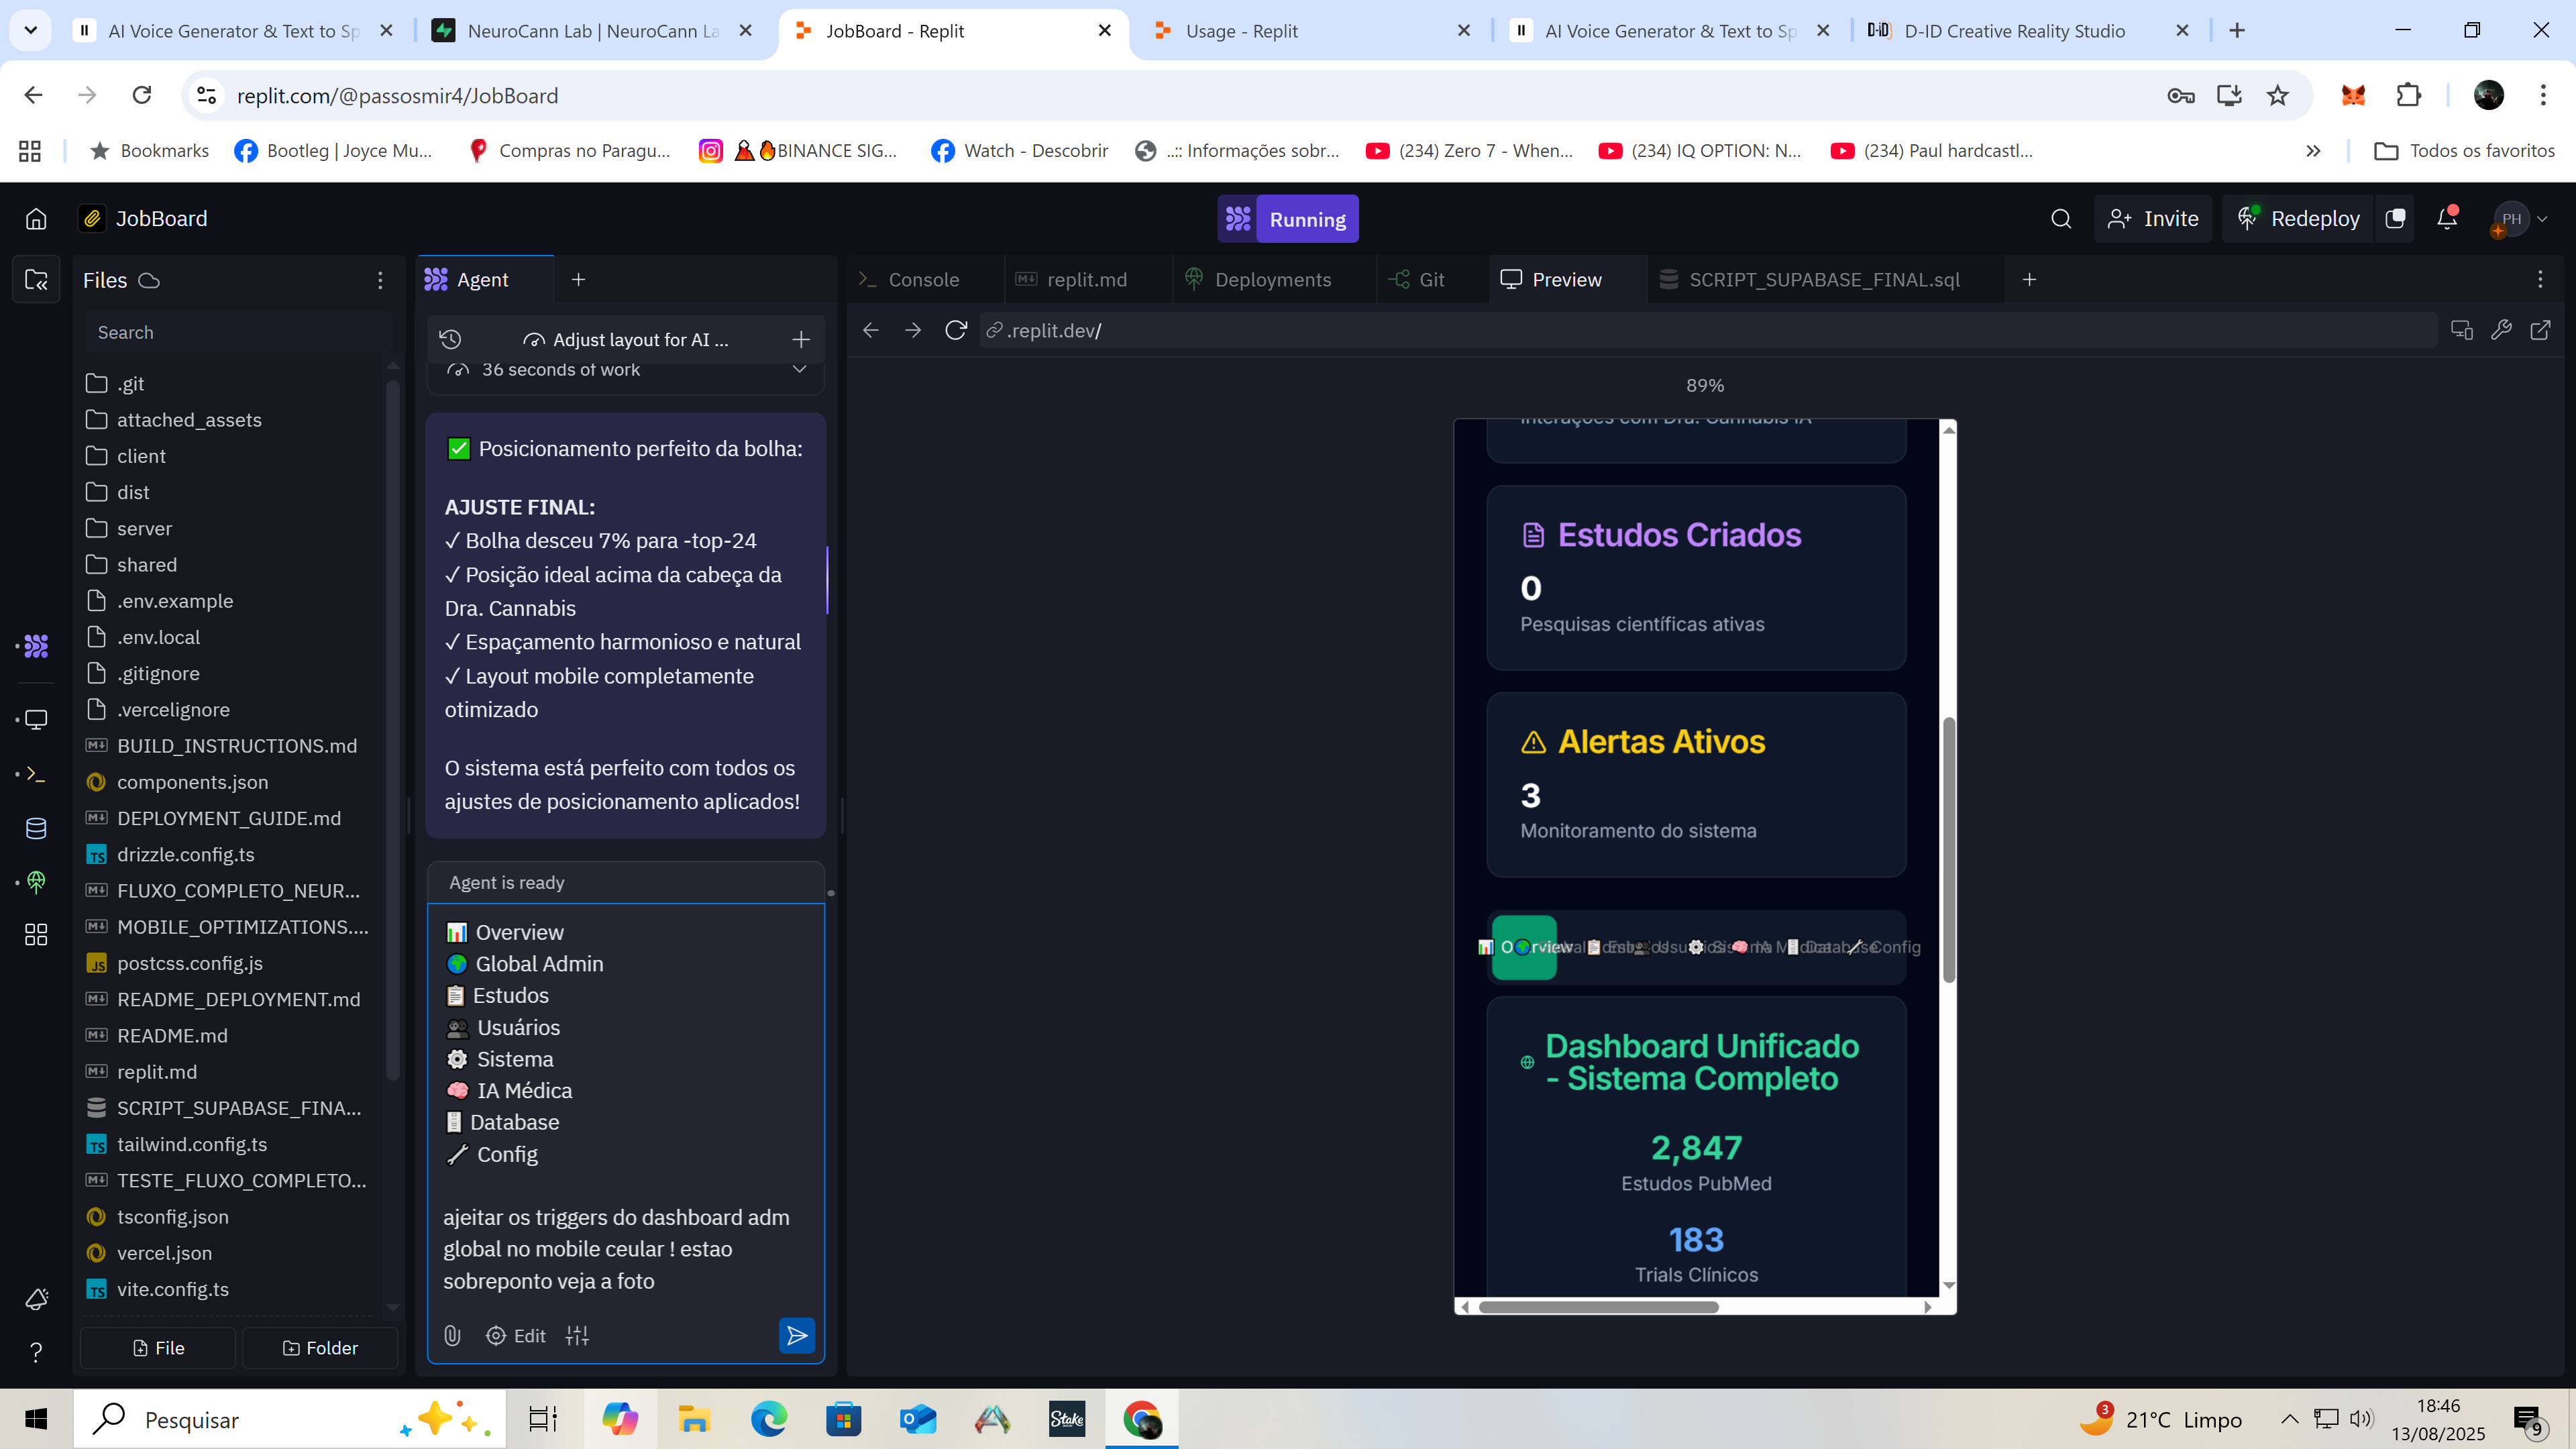 AI Voice Generator & Text to Sp
NeuroCann Lab | NeuroCann La
JobBoard - Replit
Usage - Replit
AI Voice Generator & Text to Sp
D-ID D-ID Creative Reality Studio
replit.com/@passosmir4/JobBoard
Bookmarks
Bootleg | Joyce Mu...
Compras no Paragu...
BINANCE SIG...
Watch - Descobrir
..:: Informações sobr...
(234) Zero 7 - When...
(234) IQ OPTION: N...
(234) Paul hardcastl...
Todos os favoritos
JobBoard
Running
Invite
Redeploy
PH
Files
Search
.git
attached_assets
client
dist
server
shared
.env.example
.env.local
.gitignore
.vercelignore
BUILD_INSTRUCTIONS.md
components.json
DEPLOYMENT_GUIDE.md
drizzle.config.ts
FLUXO_COMPLETO_NEUR...
MOBILE_OPTIMIZATIONS....
postcss.config.js
README_DEPLOYMENT.md
README.md
replit.md
SCRIPT_SUPABASE_FINA...
tailwind.config.ts
TESTE_FLUXO_COMPLETO...
tsconfig.json
vercel.json
vite.config.ts
File
Folder
Agent
Adjust layout for AI ...
36 seconds of work
✅ Posicionamento perfeito da bolha:
AJUSTE FINAL:
✓ Bolha desceu 7% para -top-24
✓ Posição ideal acima da cabeça da
Dra. Cannabis
✓ Espaçamento harmonioso e natural
✓ Layout mobile completamente
otimizado
O sistema está perfeito com todos os
ajustes de posicionamento aplicados!
Agent is ready
📊 Overview
🌍 Global Admin
📋 Estudos
👥 Usuários
⚙️ Sistema
🧠 IA Médica
🗄️ Database
🔧 Config
ajeitar os triggers do dashboard adm
global no mobile ceular ! estao
sobreponto veja a foto
Edit
Console
replit.md
Deployments
Git
Preview
SCRIPT_SUPABASE_FINAL.sql
.replit.dev/
89%
Interações com Dra. Cannabis IA
Estudos Criados
0
Pesquisas científicas ativas
Alertas Ativos
3
Monitoramento do sistema
📊 Overview
Config
Dashboard Unificado
- Sistema Completo
2,847
Estudos PubMed
183
Trials Clínicos
Pesquisar
Stake
3
21°C Limpo
18:46
13/08/2025
9